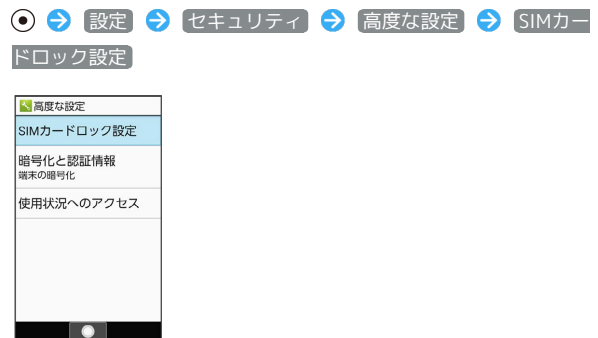 設定 セキュリティ 高度な設定 SIMカー
ドロック設定
高度な設定
SIMカードロック設定
暗号化と認証情報
端末の暗号化
使用状況へのアクセス